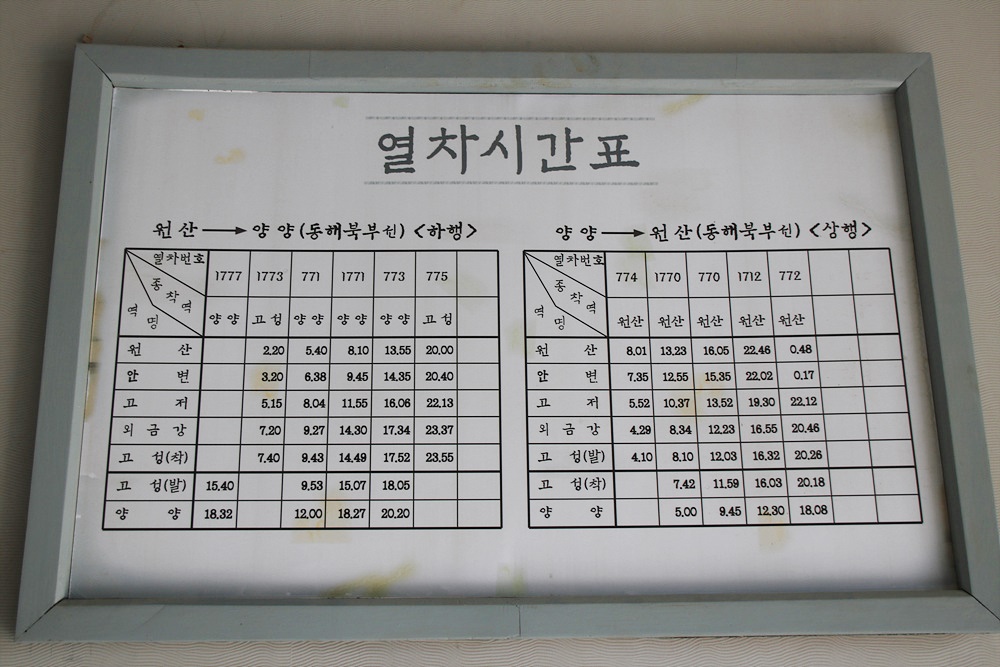 열차시간표
원산 → 양양(동해북부선) <하행>
열차번호 1777 1773 771 1771 773 775
종착역 역명 양양 고성 양양 양양 양양 고성
원산 2.20 5.40 8.10 13.55 20.00
안변 3.20 6.38 9.45 14.35 20.40
고저 5.15 8.04 11.55 16.06 22.13
외금강 7.20 9.27 14.30 17.34 23.37
고성(착) 7.40 9.43 14.49 17.52 23.55
고성(발) 15.40 9.53 15.07 18.05
양양 18.32 12.00 18.27 20.20
양양 → 원산(동해북부선) <상행>
열차번호 774 1770 770 1712 772
종착역 역명 원산 원산 원산 원산 원산
원산 8.01 13.23 16.05 22.46 0.48
안변 7.35 12.55 15.35 22.02 0.17
고저 5.52 10.37 13.52 19.30 22.12
외금강 4.29 8.34 12.23 16.55 20.46
고성(발) 4.10 8.10 12.03 16.32 20.26
고성(착) 7.42 11.59 16.03 20.18
양양 5.00 9.45 12.30 18.08